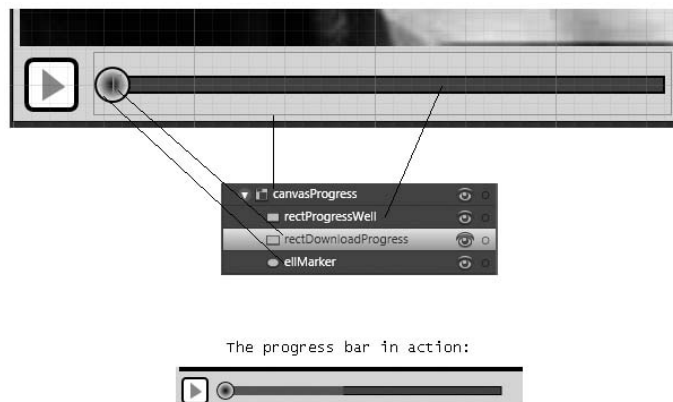 canvasProgress
rectProgressWell
rectDownloadProgress
ellMarker
The progress bar in action: